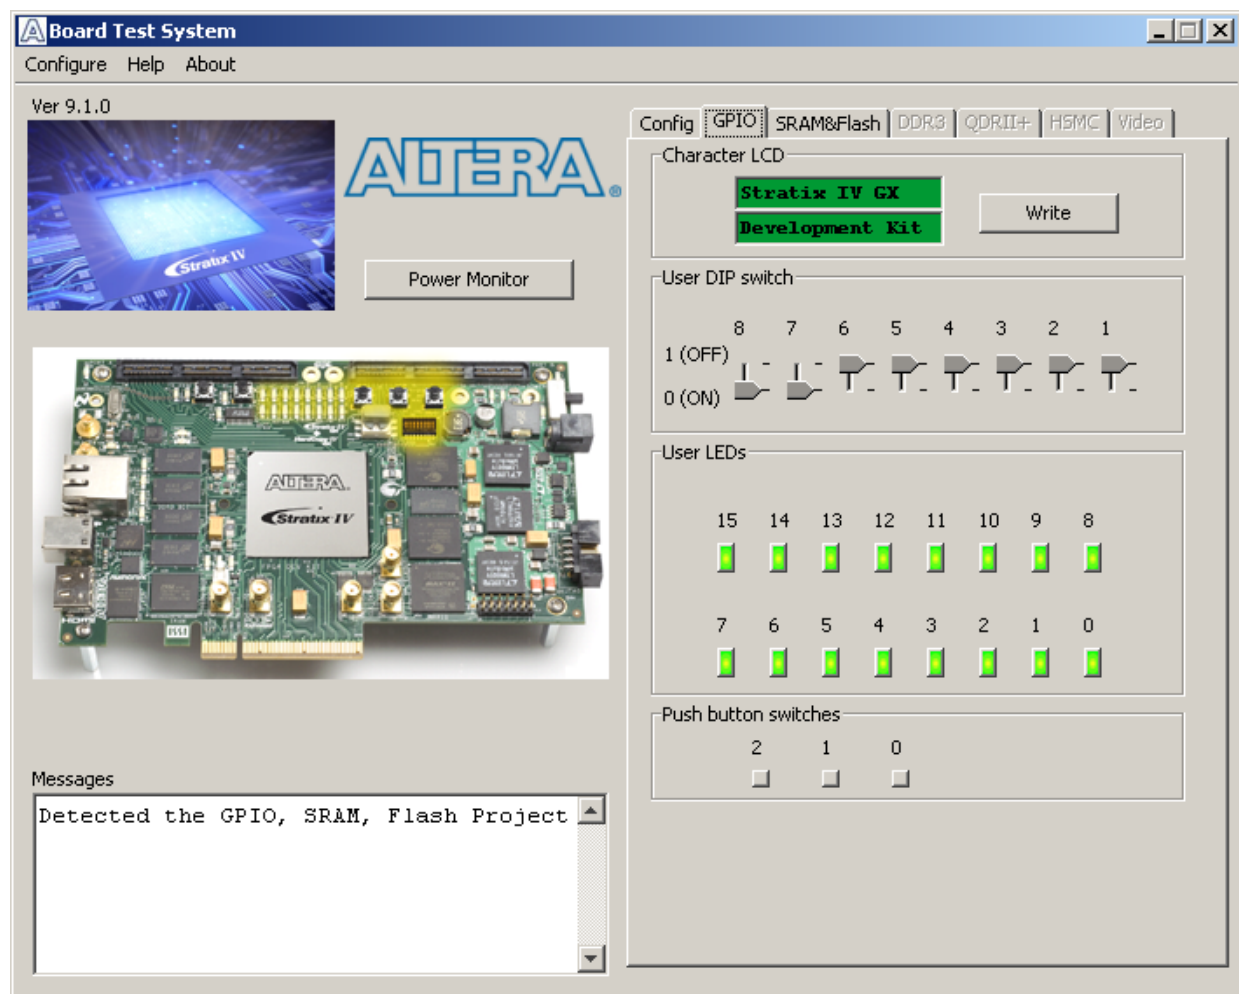 Board Test System
Configure Help About
Ver 9.1.0
Stratix IV
ALTERA®
Power Monitor
ALTERA
Stratix IV
Messages
Detected the GPIO, SRAM, Flash Project
Config GPIO SRAM&Flash DDR3 QDRII+ HSMC Video
Character LCD
Stratix IV GX
Development Kit
Write
User DIP switch
8 7 6 5 4 3 2 1
1 (OFF)
0 (ON)
User LEDs
15 14 13 12 11 10 9 8
7 6 5 4 3 2 1 0
Push button switches
2 1 0